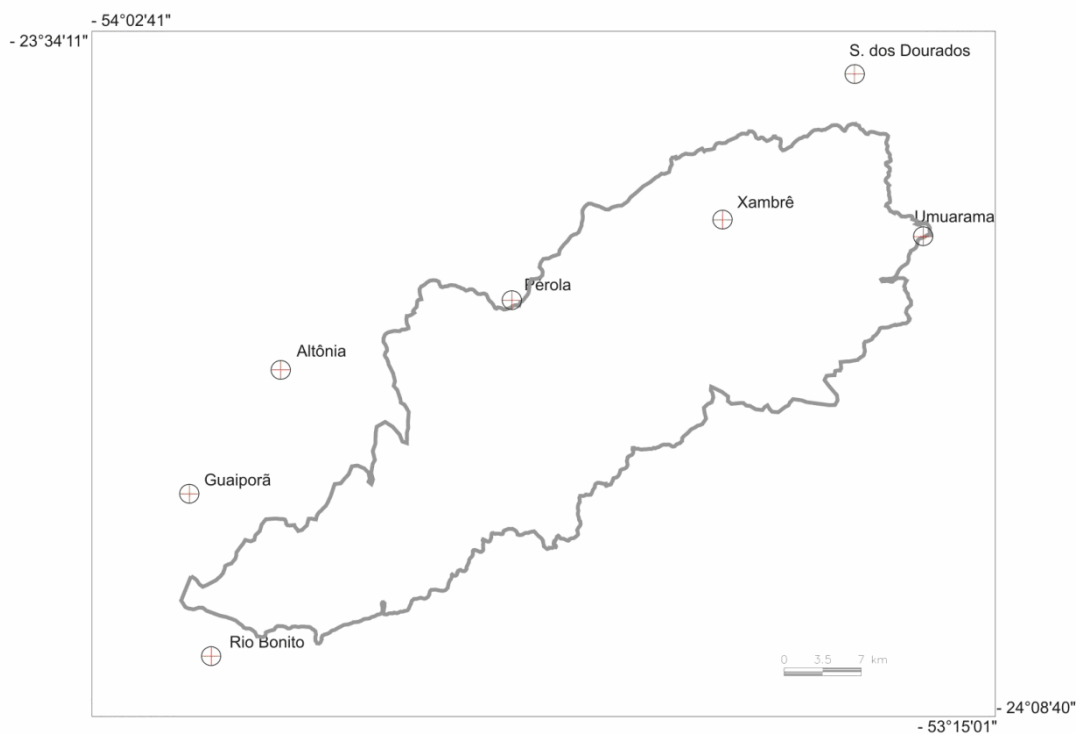 - 54°02'41"
- 23°34'11"
S. dos Dourados
Xambrê
Umuarama
Pérola
Altônia
Guaiporã
Rio Bonito
0 3.5 7 km
- 24°08'40"
- 53°15'01"